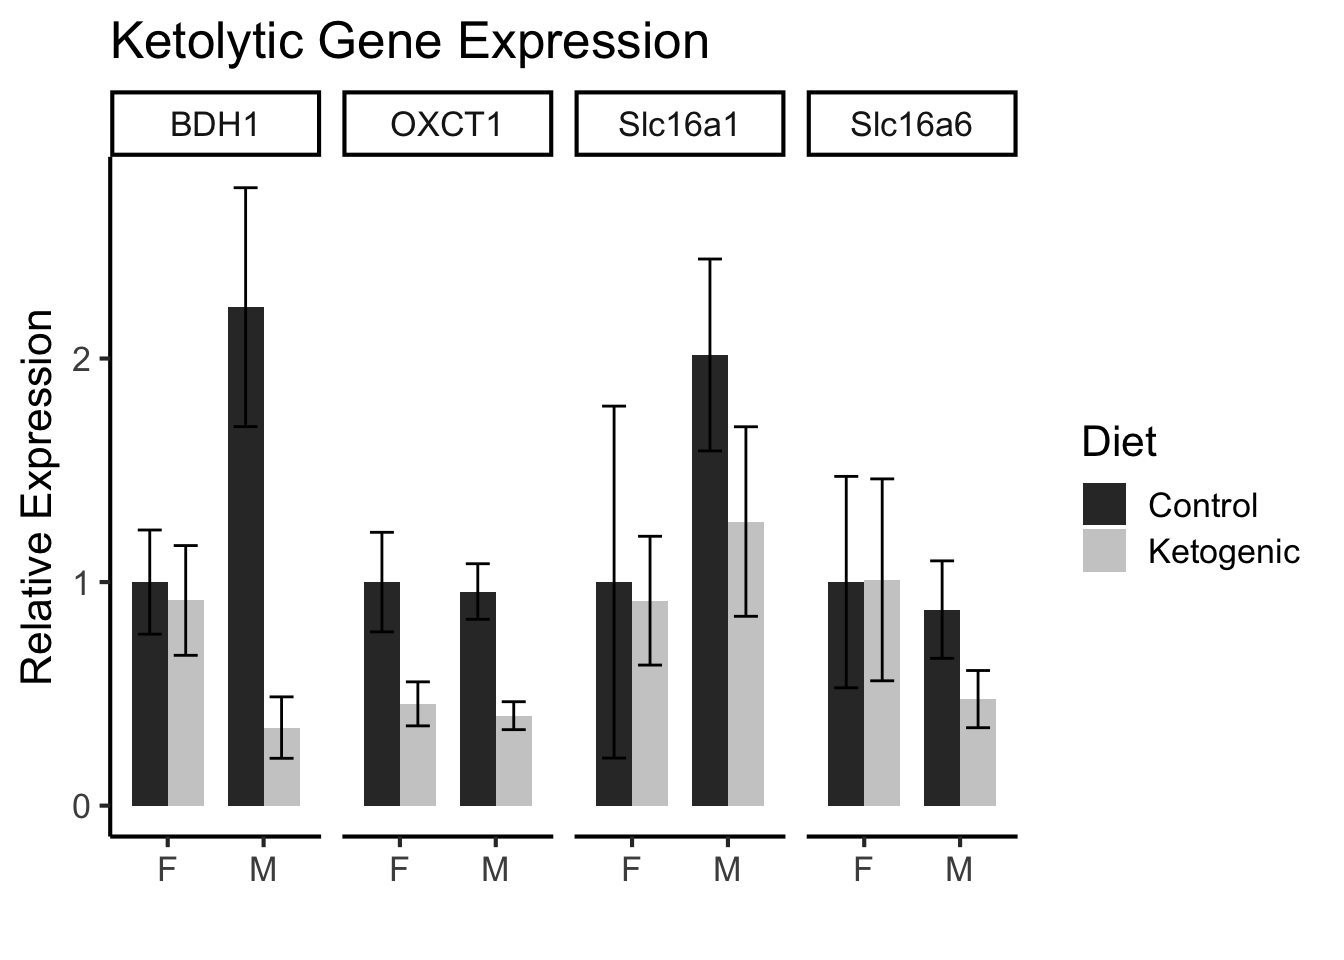 Ketolytic Gene Expression
BDH1 OXCT1 Slc16a1 Slc16a6
Relative Expression
2
1
0
F M F M F M F M
Diet
Control
Ketogenic